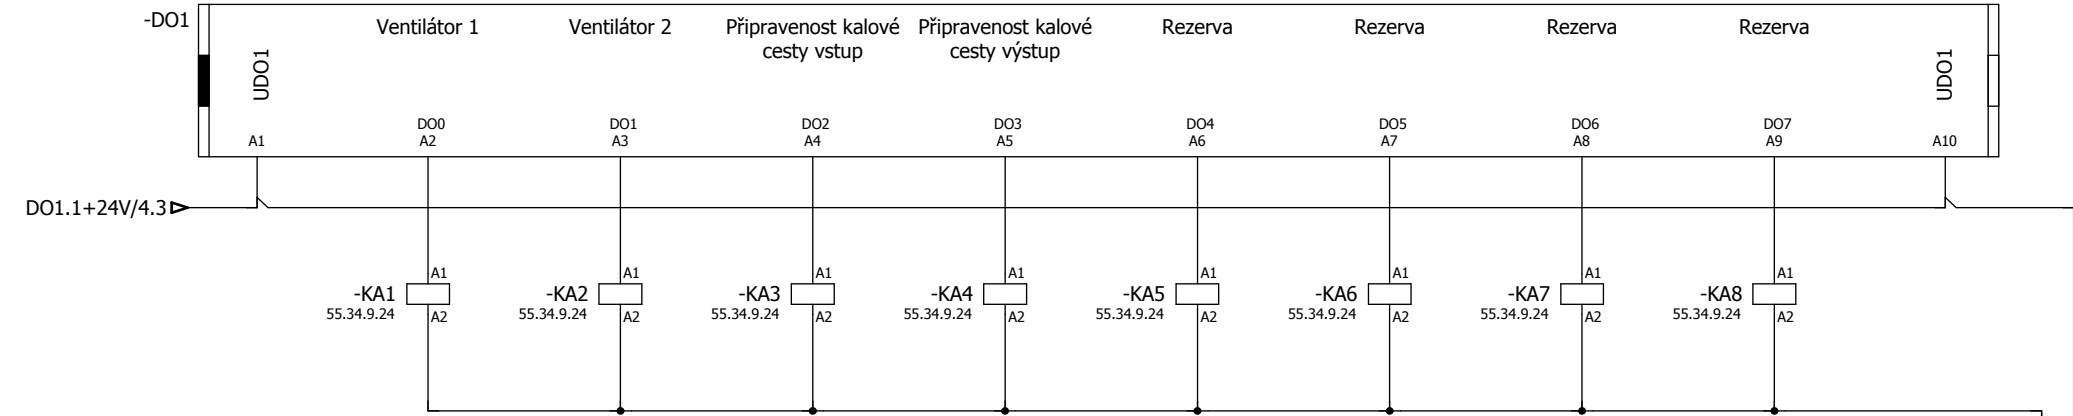 -DO1
Ventilátor 1
Ventilátor 2
Připravenost kalové
cesty vstup
Připravenost kalové
cesty výstup
Rezerva
Rezerva
Rezerva
Rezerva
UDO1
UDO1
A1
DO0
A2
DO1
A3
DO2
A4
DO3
A5
DO4
A6
DO5
A7
DO6
A8
DO7
A9
A10
DO1.1+24V/4.3
-KA1
55.34.9.24
A1
A2
-KA2
55.34.9.24
A1
A2
-KA3
55.34.9.24
A1
A2
-KA4
55.34.9.24
A1
A2
-KA5
55.34.9.24
A1
A2
-KA6
55.34.9.24
A1
A2
-KA7
55.34.9.24
A1
A2
-KA8
55.34.9.24
A1
A2